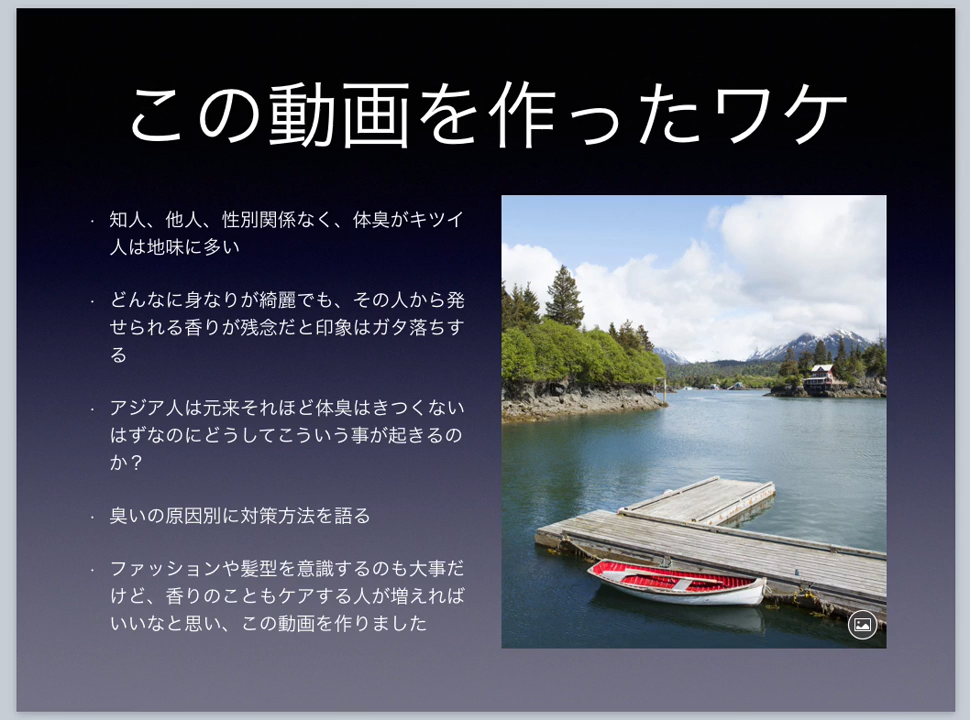 この動画を作ったワケ
・ 知人、他人、性別関係なく、体臭がキツイ
人は地味に多い
・ どんなに身なりが綺麗でも、その人から発
せられる香りが残念だと印象はガタ落ちす
る
・ アジア人は元来それほど体臭はきつくない
はずなのにどうしてこういう事が起きるの
か？
・ 臭いの原因別に対策方法を語る
・ ファッションや髪型を意識するのも大事だ
けど、香りのこともケアする人が増えれば
いいなと思い、この動画を作りました